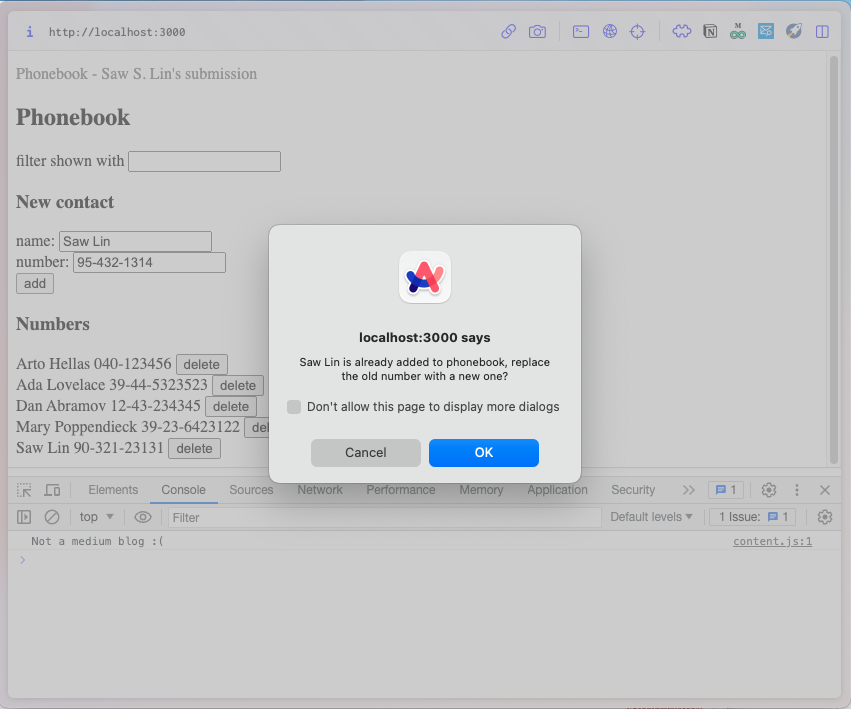 http://localhost:3000
Phonebook - Saw S. Lin's submission
Phonebook
filter shown with
New contact
name: Saw Lin
number: 95-432-1314
add
Numbers
Arto Hellas 040-123456 delete
Ada Lovelace 39-44-5323523 delete
Dan Abramov 12-43-234345 delete
Mary Poppendieck 39-23-6423122 del
Saw Lin 90-321-23131 delete
localhost:3000 says
Saw Lin is already added to phonebook, replace
the old number with a new one?
Don't allow this page to display more dialogs
Cancel OK
Elements Console Sources Network Performance Memory Application Security 1
top Filter Default levels 1 Issue: 1
Not a medium blog :( content.js:1